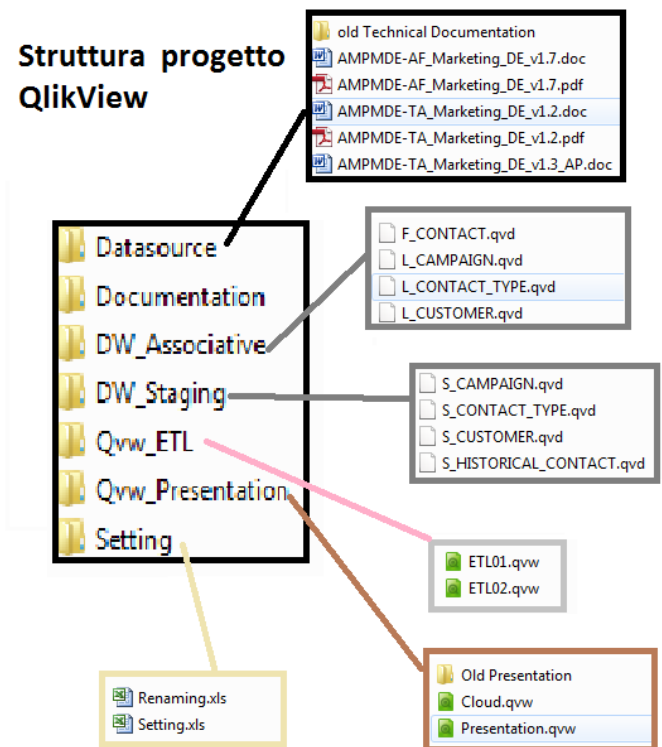 Struttura progetto
QlikView
old Technical Documentation
AMPMDE-AF_Marketing_DE_v1.7.doc
AMPMDE-AF_Marketing_DE_v1.7.pdf
AMPMDE-TA_Marketing_DE_v1.2.doc
AMPMDE-TA_Marketing_DE_v1.2.pdf
AMPMDE-TA_Marketing_DE_v1.3_AP.doc
Datasource
Documentation
DW_Associative
DW_Staging
Qvw_ETL
Qvw_Presentation
Setting
F_CONTACT.qvd
L_CAMPAIGN.qvd
L_CONTACT_TYPE.qvd
L_CUSTOMER.qvd
S_CAMPAIGN.qvd
S_CONTACT_TYPE.qvd
S_CUSTOMER.qvd
S_HISTORICAL_CONTACT.qvd
ETL01.qvw
ETL02.qvw
Renaming.xls
Setting.xls
Old Presentation
Cloud.qvw
Presentation.qvw